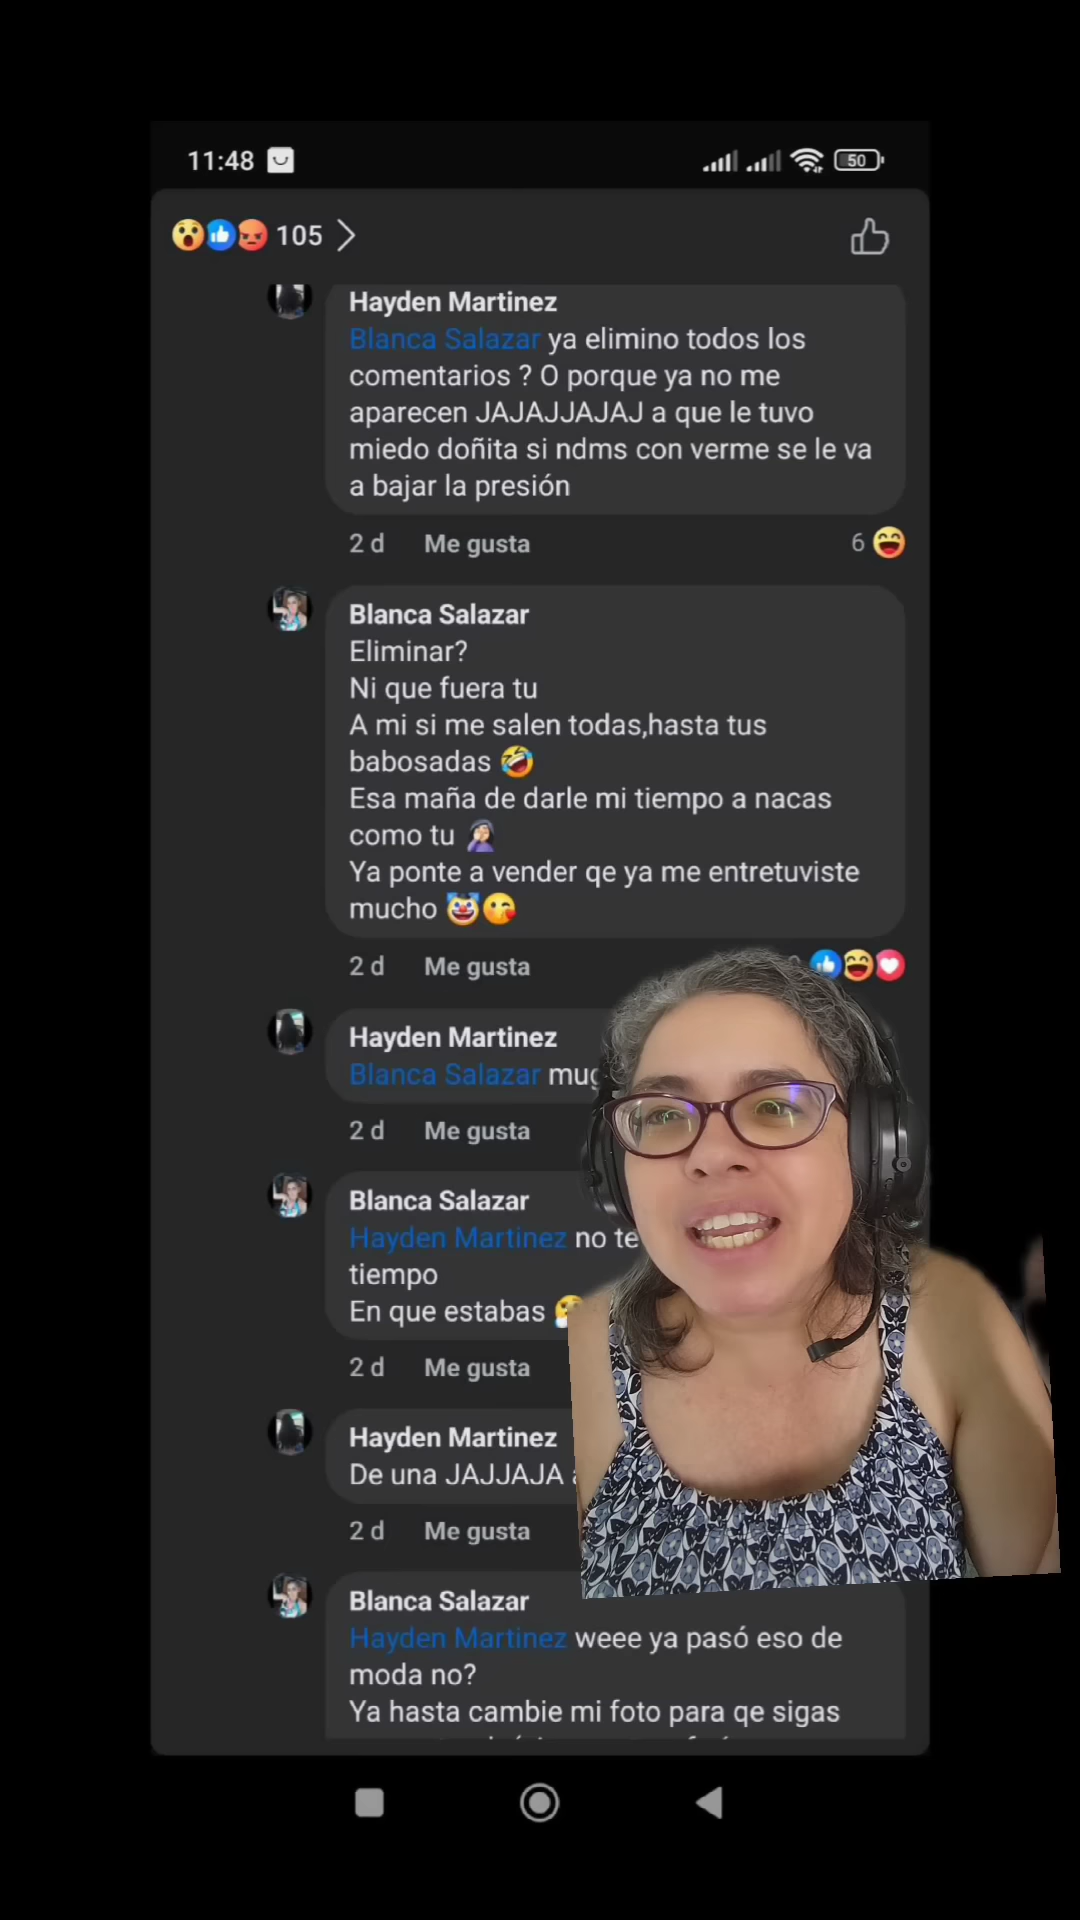 11:48
50
105
Hayden Martinez
Blanca Salazar ya elimino todos los
comentarios ? O porque ya no me
aparecen JAJAJJAJAJ a que le tuvo
miedo doñita si ndms con verme se le va
a bajar la presión
2 d Me gusta 6
Blanca Salazar
Eliminar?
Ni que fuera tu
A mi si me salen todas,hasta tus
babosadas 🤣
Esa maña de darle mi tiempo a nacas
como tu 🤦‍♀️
Ya ponte a vender qe ya me entretuviste
mucho 🤡😘
2 d Me gusta
Hayden Martinez
Blanca Salazar
2 d Me gusta
Blanca Salazar
Hayden Martinez no te
tiempo
En que estabas
2 d Me gusta
Hayden Martinez
De una JAJJAJA
2 d Me gusta
Blanca Salazar
Hayden Martinez weee ya pasó eso de
moda no?
Ya hasta cambie mi foto para qe sigas